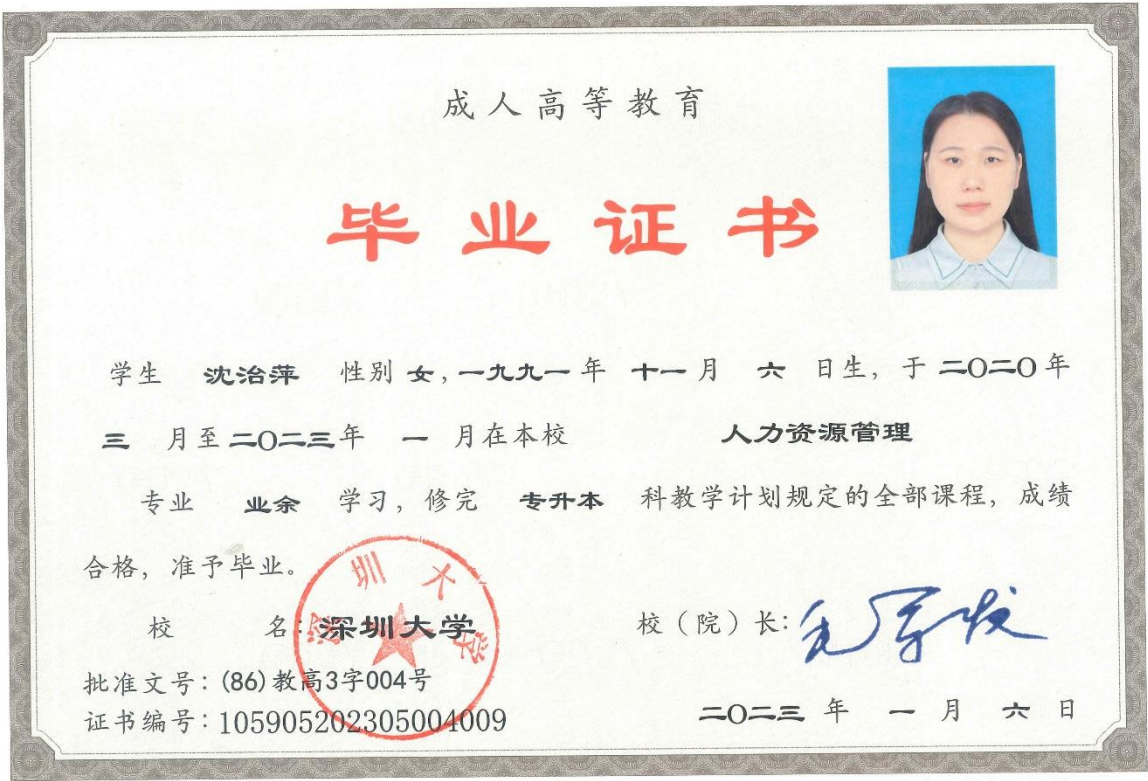 成人高等教育
毕业证书
学生 沈治萍 性别 女，一九九一年 十一月 六 日生，于 二〇二〇年
三 月至 二〇二三年 一 月在本校 人力资源管理
专业 业余 学习，修完 专升本 科教学计划规定的全部课程，成绩
合格，准予毕业。
校 名：深圳大学
深圳大学
校（院）长：毛军发
批准文号：(86)教高3字004号
证书编号：105905202305004009
二〇二三 年 一 月 六 日